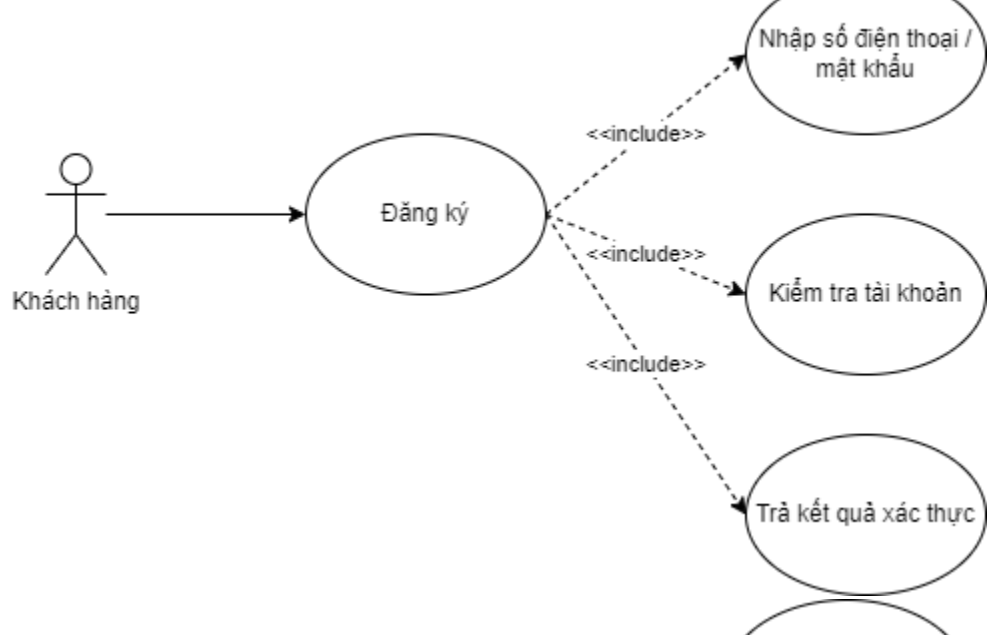 Nhập số điện thoại /
mật khẩu
<<include>>
Đăng ký
<<include>>
Kiểm tra tài khoản
Khách hàng
<<include>>
Trả kết quả xác thực